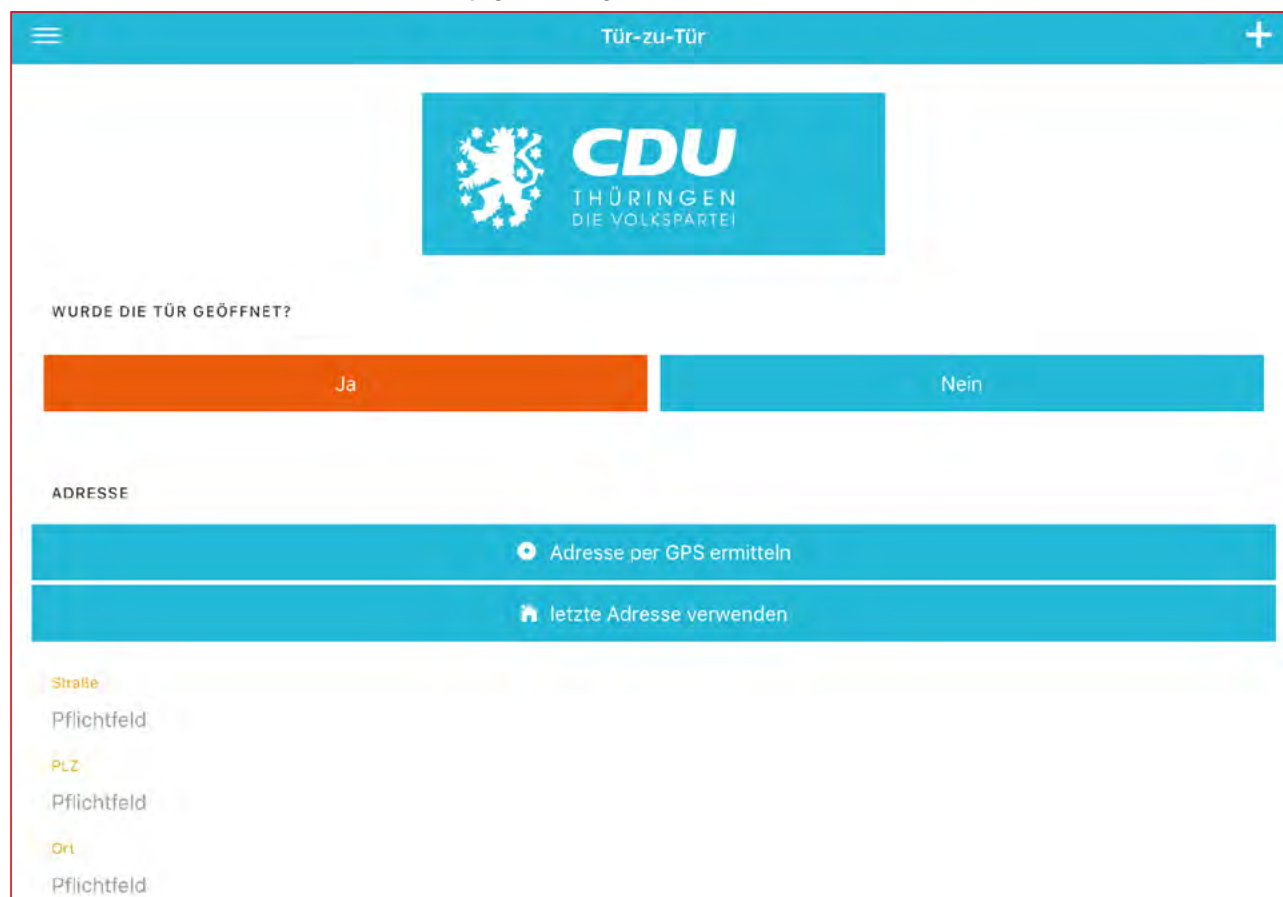 Tür-zu-Tür
CDU
THÜRINGEN
DIE VOLKSPARTEI
WURDE DIE TÜR GEÖFFNET?
Ja
Nein
ADRESSE
Adresse per GPS ermitteln
letzte Adresse verwenden
Straße
Pflichtfeld
PLZ
Pflichtfeld
Ort
Pflichtfeld